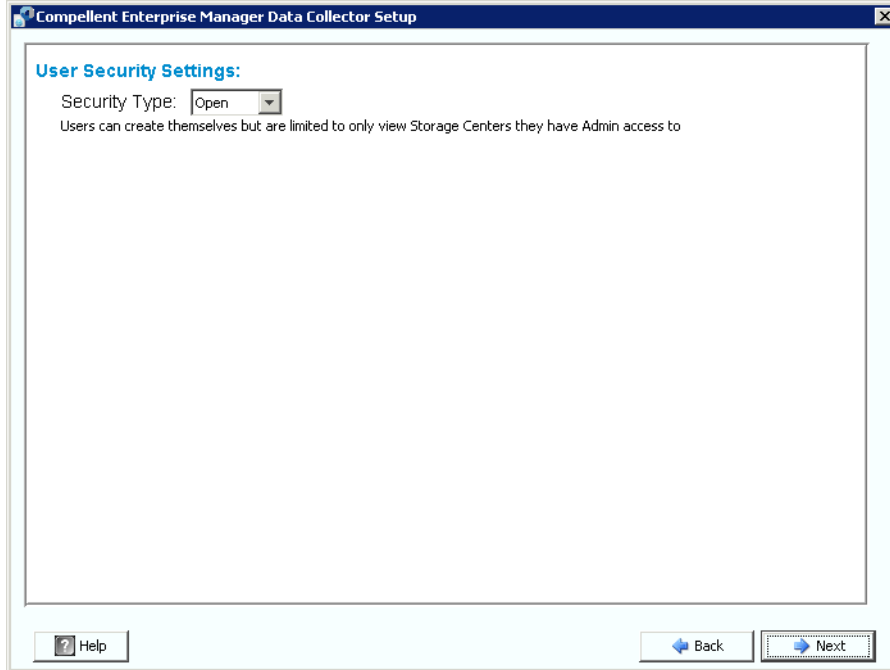 Compellent Enterprise Manager Data Collector Setup
User Security Settings:
Security Type: Open
Users can create themselves but are limited to only view Storage Centers they have Admin access to
Help
Back
Next